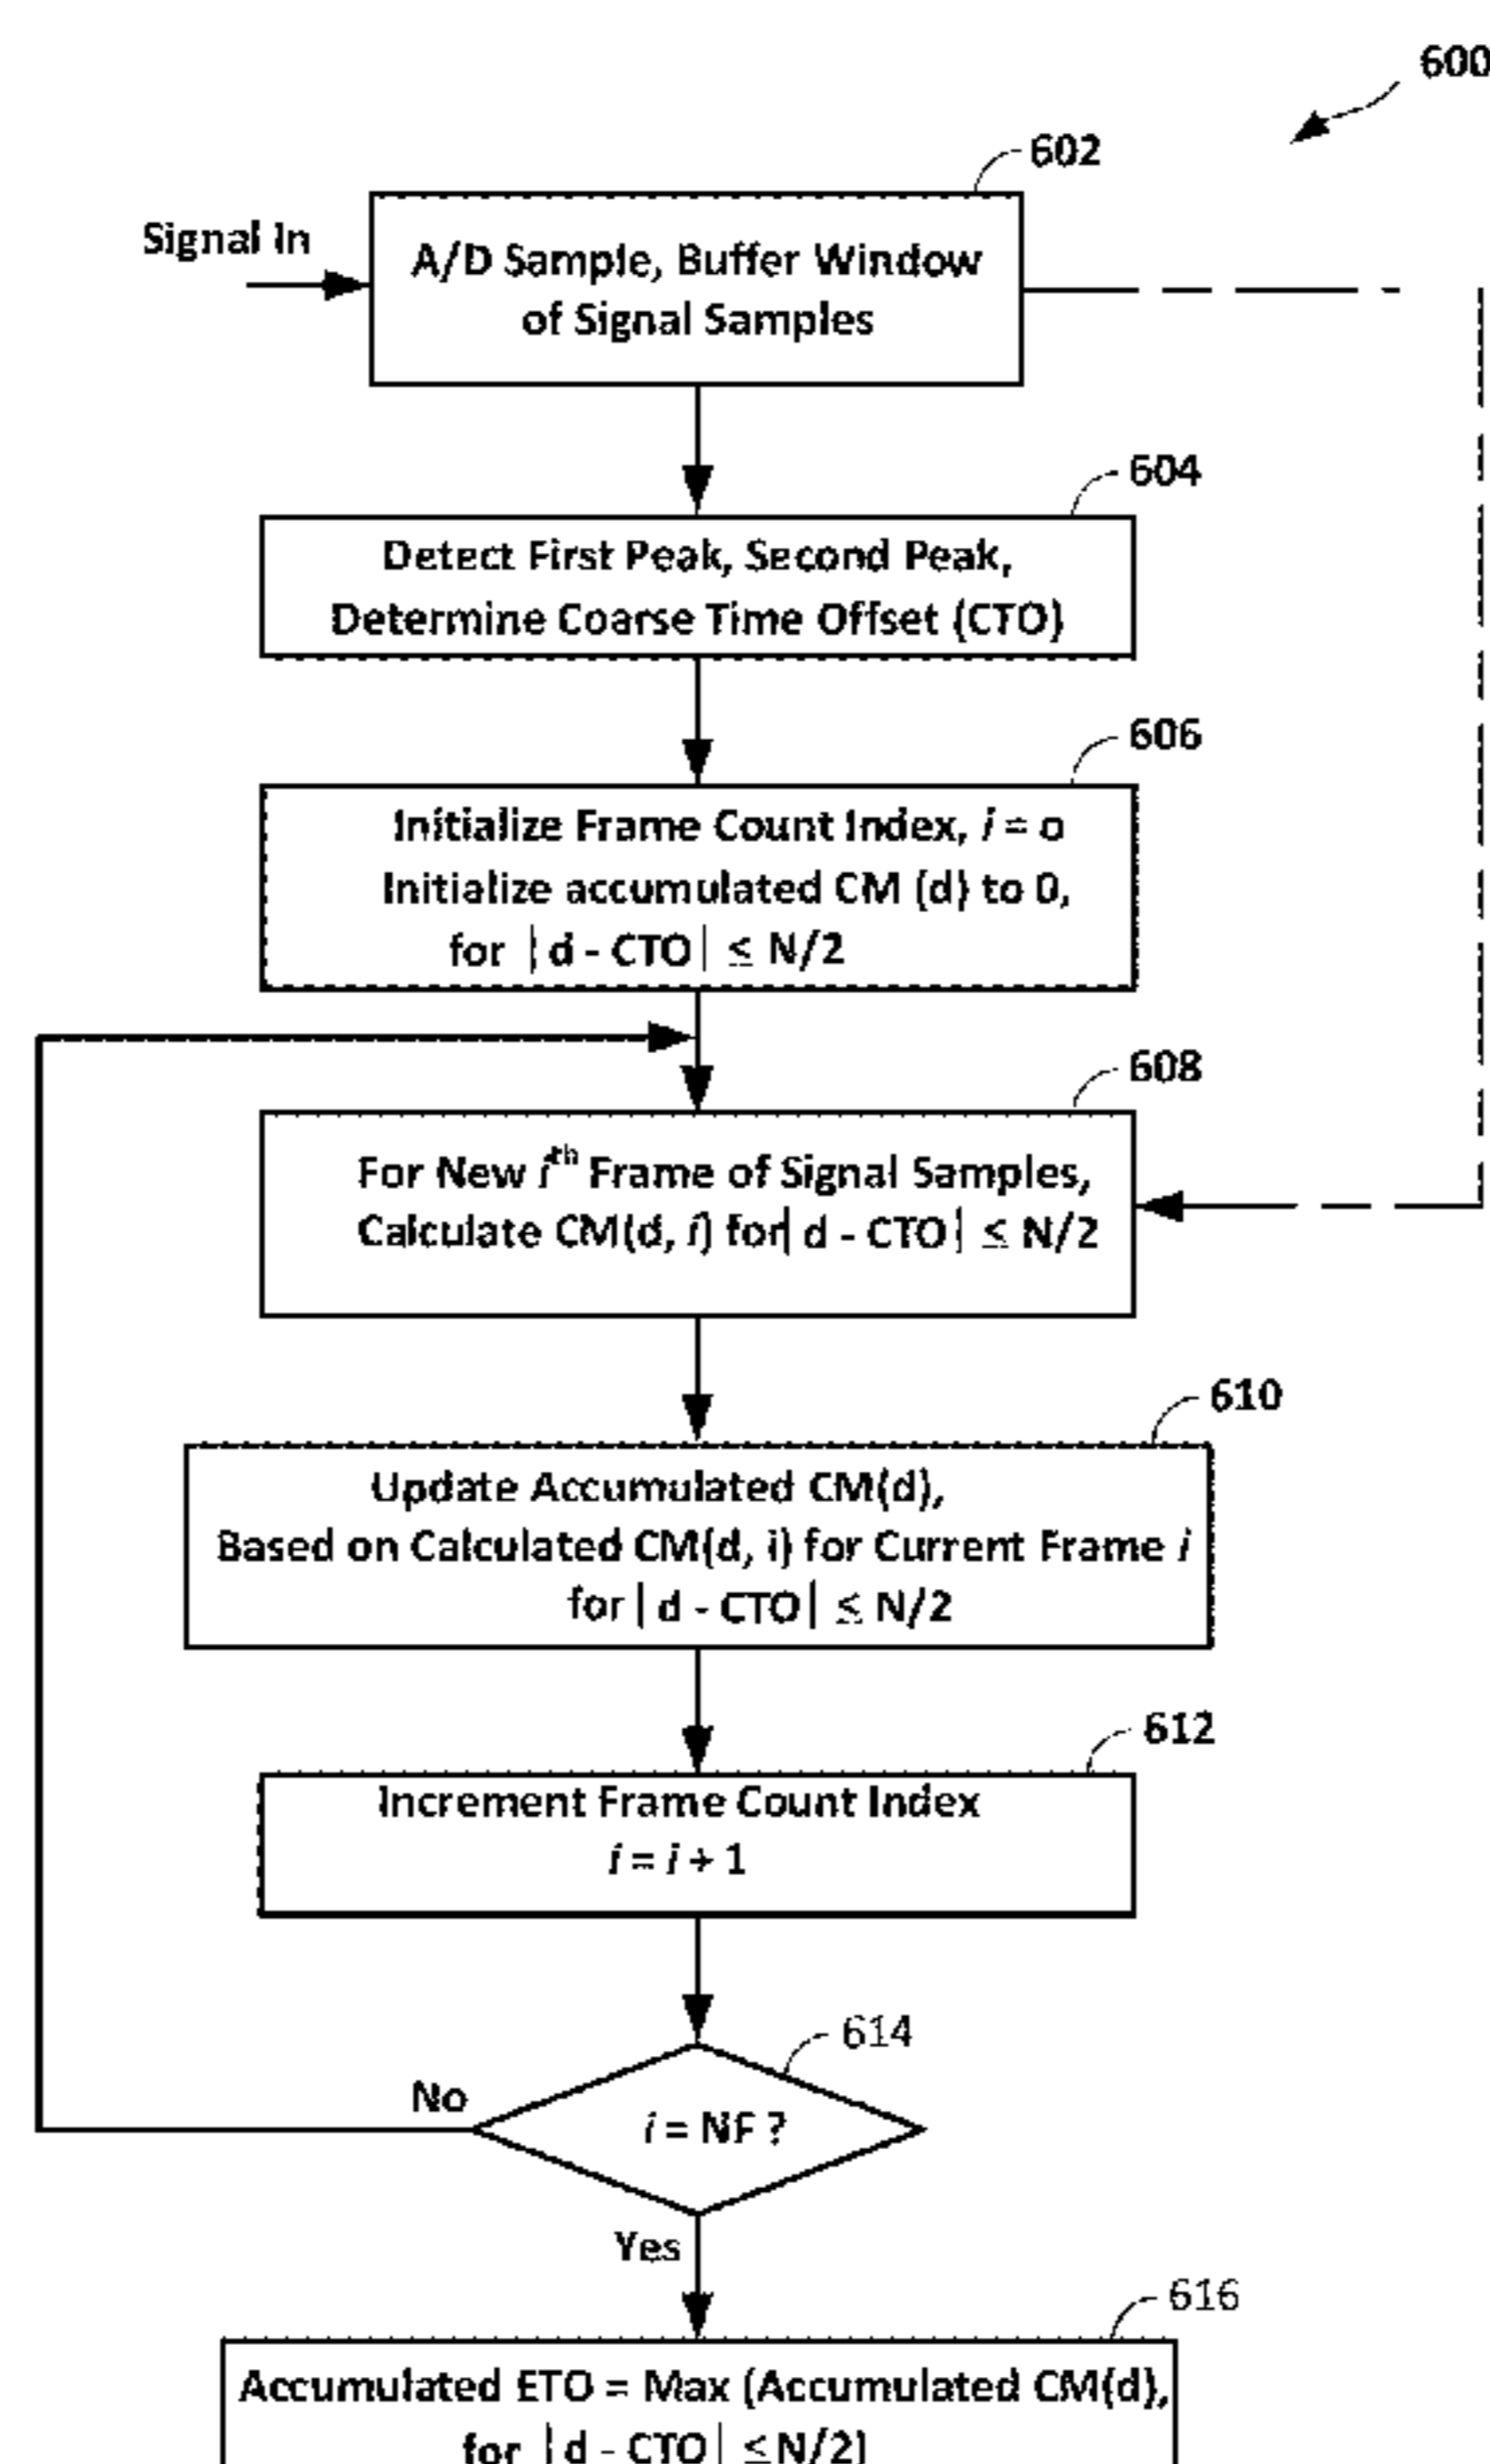 600
602
Signal In
A/D Sample, Buffer Window
of Signal Samples
604
Detect First Peak, Second Peak,
Determine Coarse Time Offset (CTO)
606
Initialize Frame Count Index, i = o
Initialize accumulated CM (d) to 0,
for |d - CTO| ≤ N/2
608
For New ith Frame of Signal Samples,
Calculate CM(d, i) for| d - CTO| ≤ N/2
610
Update Accumulated CM(d),
Based on Calculated CM(d, i) for Current Frame i
for | d - CTO| ≤ N/2
612
Increment Frame Count Index
i = i + 1
614
No
i = NF ?
Yes
616
Accumulated ETO = Max (Accumulated CM(d),
for |d - CTO| ≤N/2)